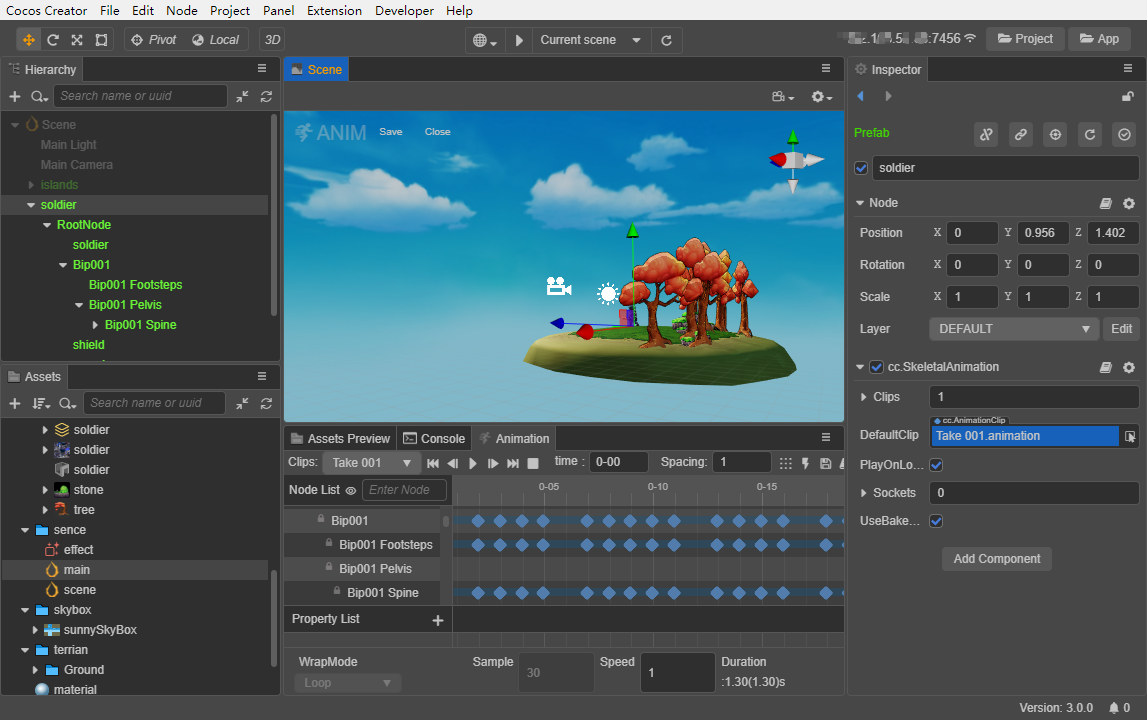 Cocos Creator File Edit Node Project Panel Extension Developer Help
Pivot Local 3D Current scene :7456 Project App
Hierarchy
Search name or uuid
Scene
Main Light
Main Camera
islands
soldier
RootNode
soldier
Bip001
Bip001 Footsteps
Bip001 Pelvis
Bip001 Spine
shield
Assets
Search name or uuid
soldier
soldier
soldier
stone
tree
sence
effect
main
scene
skybox
sunnySkyBox
terrian
Ground
material
Scene
ANIM Save Close
Assets Preview Console Animation
Clips: Take 001 time : 0-00 Spacing: 1
Node List Enter Node 0-05 0-10 0-15
Bip001
Bip001 Footsteps
Bip001 Pelvis
Bip001 Spine
Property List +
WrapMode Sample 30 Speed 1 Duration
Loop :1.30(1.30)s
Inspector
Prefab
soldier
Node
Position X 0 Y 0.956 Z 1.402
Rotation X 0 Y 0 Z 0
Scale X 1 Y 1 Z 1
Layer DEFAULT Edit
cc.SkeletalAnimation
Clips 1
cc.AnimationClip
DefaultClip Take 001.animation
PlayOnLo...
Sockets 0
UseBake...
Add Component
Version: 3.0.0 0